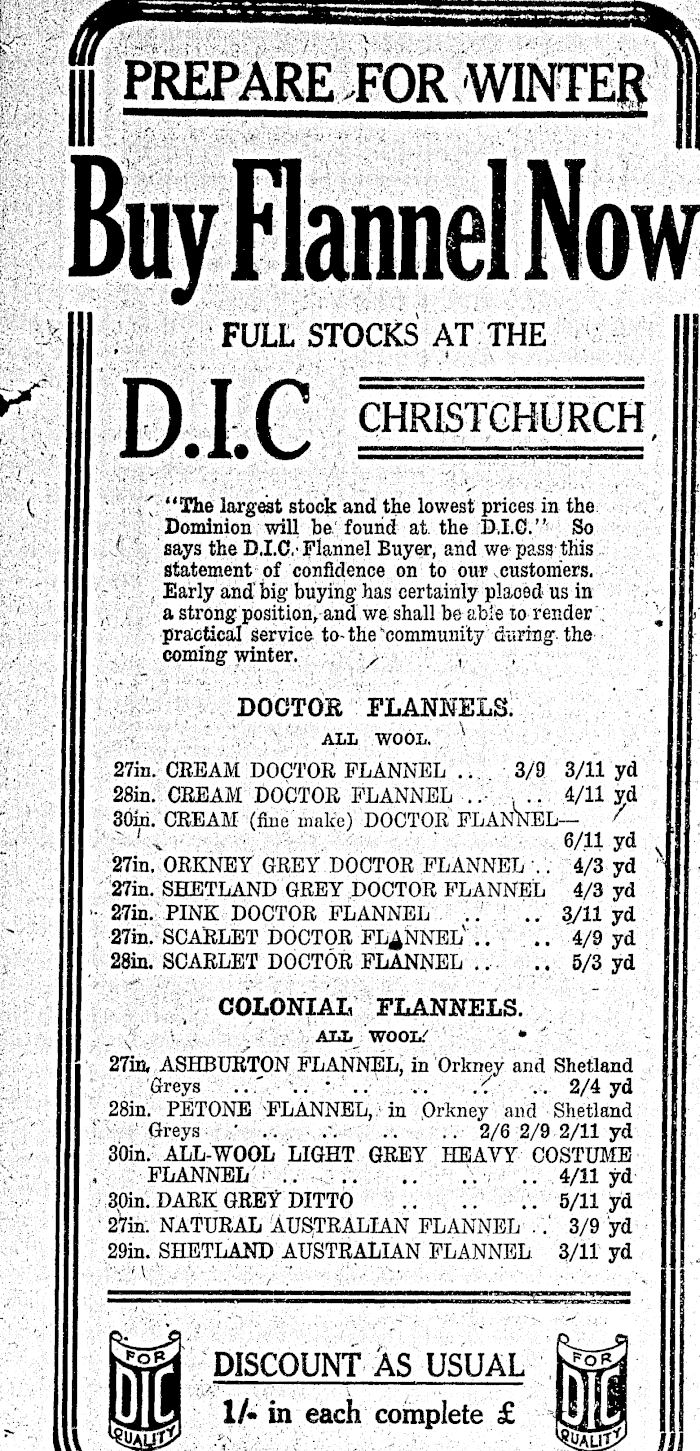 PREPARE FOR WINTER
Buy Flannel Now
FULL STOCKS AT THE
D.I.C CHRISTCHURCH
"The largest stock and the lowest prices in the
Dominion will be found at the D.I.C." So
says the D.I.C. Flannel Buyer, and we pass this
statement of confidence on to our customers.
Early and big buying has certainly placed us in
a strong position, and we shall be able to render
practical service to the community during the
coming winter.
DOCTOR FLANNELS.
ALL WOOL.
27in. CREAM DOCTOR FLANNEL .. 3/9 3/11 yd
28in. CREAM DOCTOR FLANNEL .. .. 4/11 yd
30in. CREAM (fine make) DOCTOR FLANNEL—
6/11 yd
27in. ORKNEY GREY DOCTOR FLANNEL .. 4/3 yd
27in. SHETLAND GREY DOCTOR FLANNEL 4/3 yd
27in. PINK DOCTOR FLANNEL .. .. 3/11 yd
27in. SCARLET DOCTOR FLANNEL .. .. 4/9 yd
28in. SCARLET DOCTOR FLANNEL .. .. 5/3 yd
COLONIAL FLANNELS.
ALL WOOL.
27in. ASHBURTON FLANNEL, in Orkney and Shetland
Greys .. .. .. .. .. .. 2/4 yd
28in. PETONE FLANNEL, in Orkney and Shetland
Greys .. .. .. .. 2/6 2/9 2/11 yd
30in. ALL-WOOL LIGHT GREY HEAVY COSTUME
FLANNEL .. .. .. .. .. 4/11 yd
30in. DARK GREY DITTO .. .. .. 5/11 yd
27in. NATURAL AUSTRALIAN FLANNEL .. 3/9 yd
29in. SHETLAND AUSTRALIAN FLANNEL 3/11 yd
FOR DIC QUALITY
DISCOUNT AS USUAL
1/- in each complete £
FOR DIC QUALITY